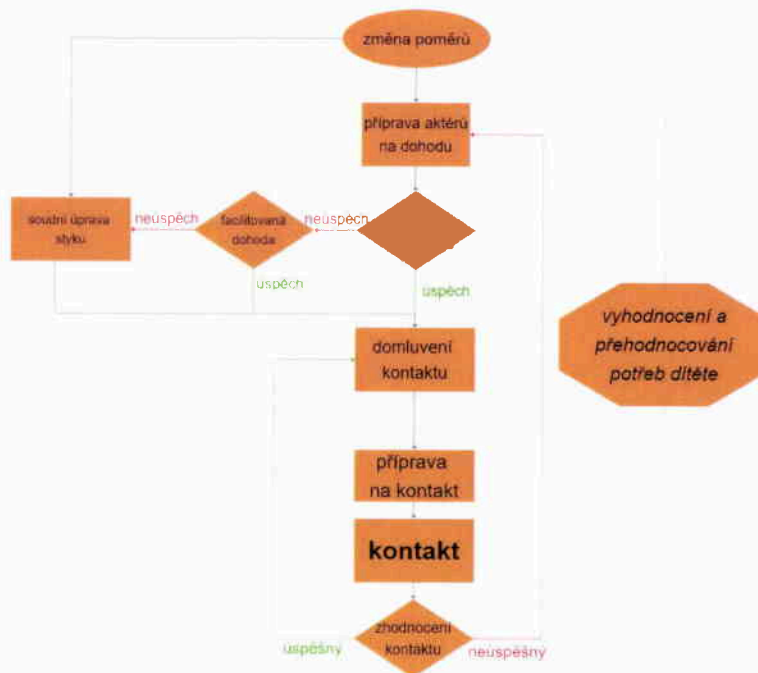 změna poměrů
příprava aktérů
na dohodu
soudní úprava
styku
neúspěch
facilitovaná
dohoda
neúspěch
úspěch
úspěch
domluvení
kontaktu
vyhodnocení a
přehodnocování
potřeb dítěte
příprava
na kontakt
kontakt
zhodnocení
kontaktu
úspěšný
neúspěšný